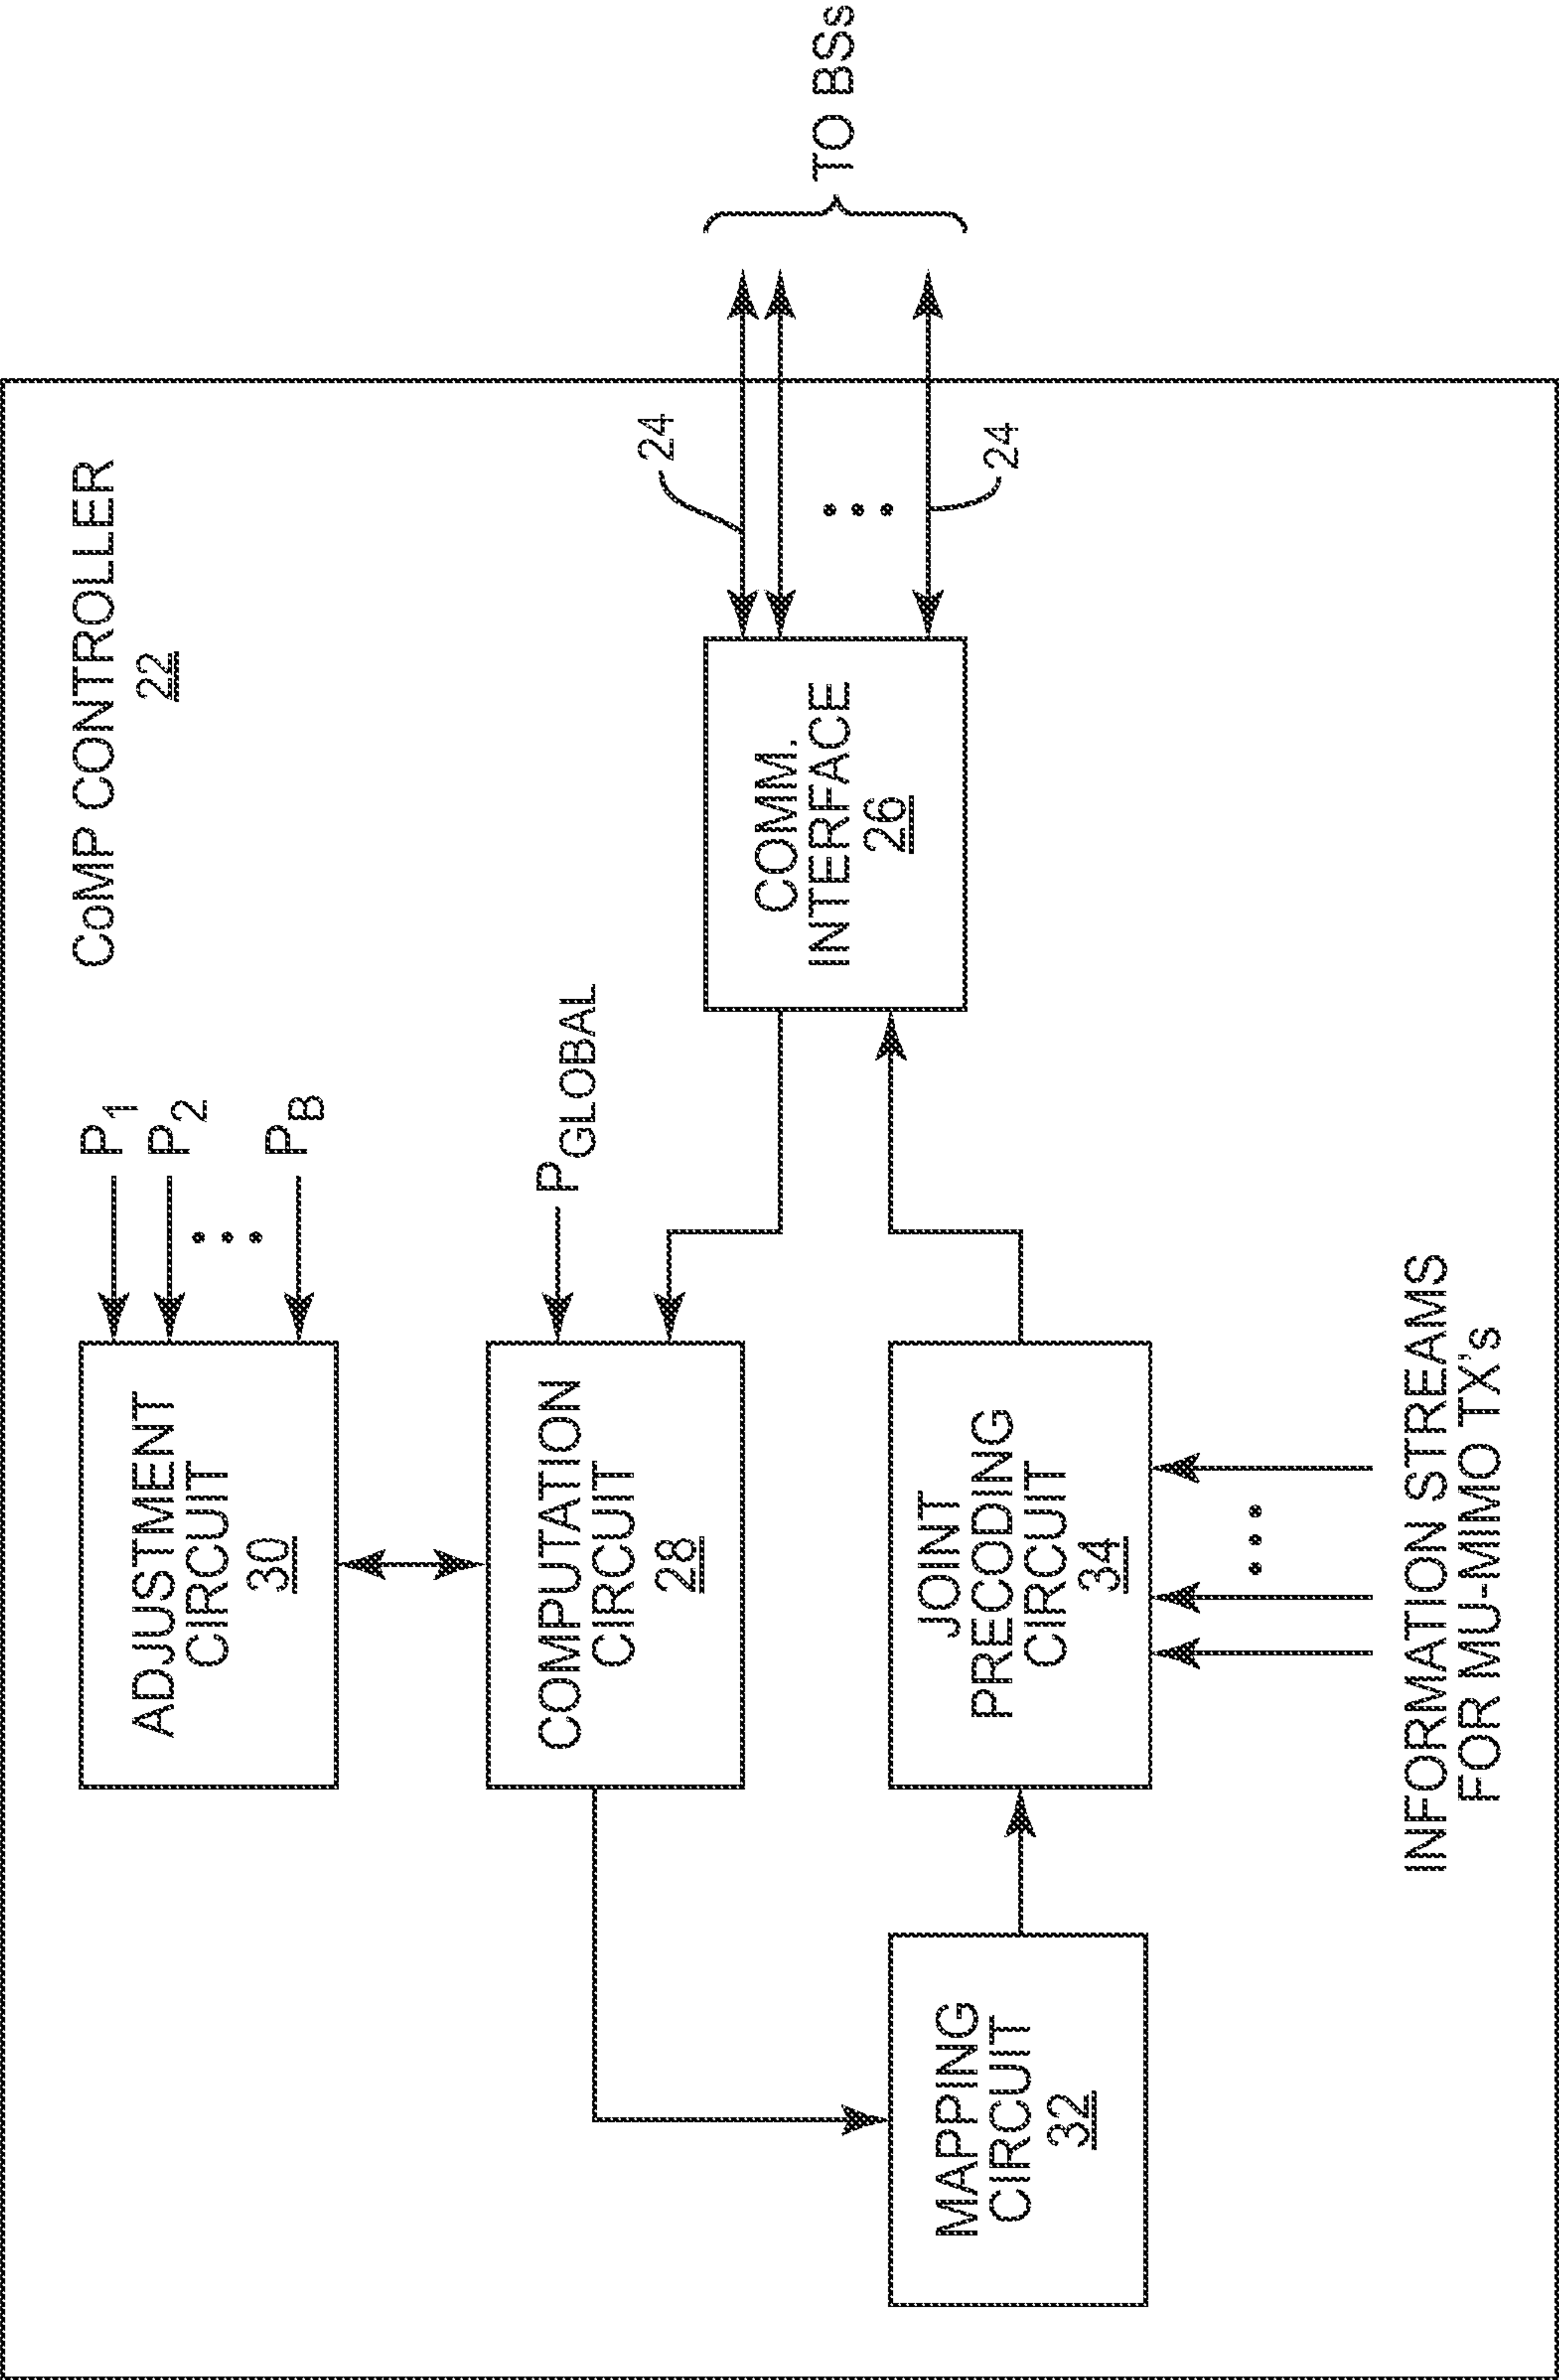 CoMP CONTROLLER
22
P1
P2
PB
ADJUSTMENT
CIRCUIT
30
PGLOBAL
COMPUTATION
CIRCUIT
28
24
24
TO BSs
COMM.
INTERFACE
26
MAPPING
CIRCUIT
32
JOINT
PRECODING
CIRCUIT
34
INFORMATION STREAMS
FOR MU-MIMO TX's